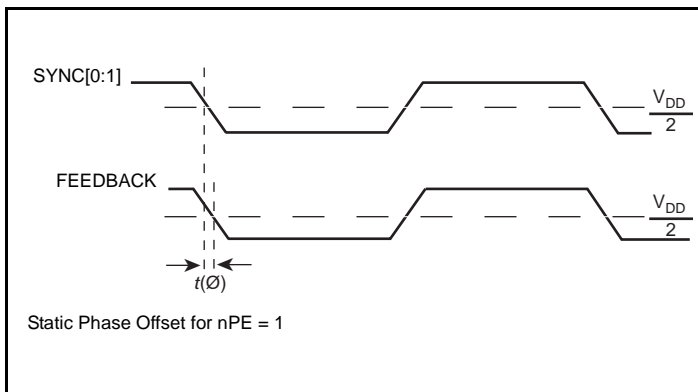 SYNC[0:1]
V_DD
2
FEEDBACK
V_DD
2
t(Ø)
Static Phase Offset for nPE = 1